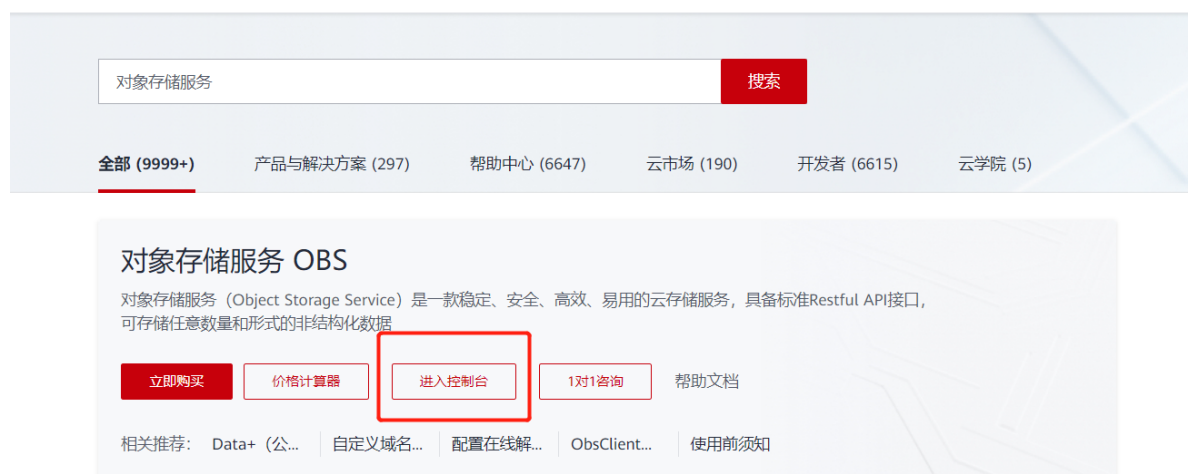 对象存储服务 搜索
全部 (9999+) 产品与解决方案 (297) 帮助中心 (6647) 云市场 (190) 开发者 (6615) 云学院 (5)
对象存储服务 OBS
对象存储服务（Object Storage Service）是一款稳定、安全、高效、易用的云存储服务，具备标准Restful API接口，
可存储任意数量和形式的非结构化数据
立即购买 价格计算器 进入控制台 1对1咨询 帮助文档
相关推荐： Data+（公... 自定义域名... 配置在线解... ObsClient... 使用前须知